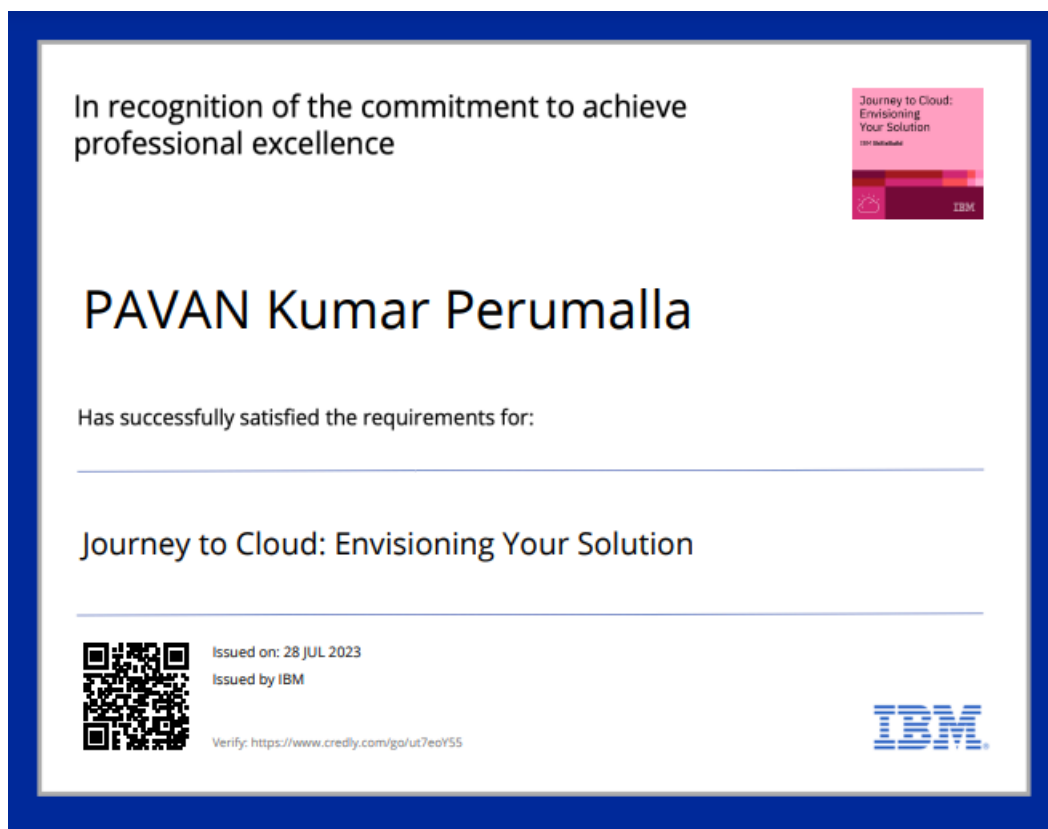 In recognition of the commitment to achieve
professional excellence
Journey to Cloud:
Envisioning
Your Solution
IBM SkillsBuild
IBM
PAVAN Kumar Perumalla
Has successfully satisfied the requirements for:
Journey to Cloud: Envisioning Your Solution
Issued on: 28 JUL 2023
Issued by IBM
Verify: https://www.credly.com/go/ut7eoY55
IBM®